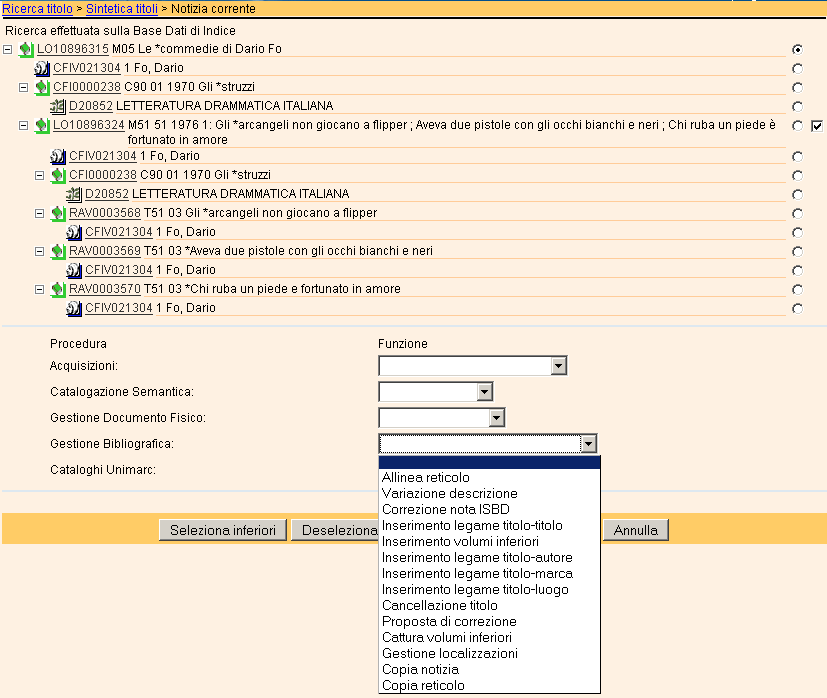 Ricerca titolo > Sintetica titoli > Notizia corrente
Ricerca effettuata sulla Base Dati di Indice
LO10896315 M05 Le *commedie di Dario Fo
CFIV021304 1 Fo, Dario
CFI0000238 C90 01 1970 Gli *struzzi
D20852 LETTERATURA DRAMMATICA ITALIANA
LO10896324 M51 51 1976 1: Gli *arcangeli non giocano a flipper ; Aveva due pistole con gli occhi bianchi e neri ; Chi ruba un piede è
fortunato in amore
CFIV021304 1 Fo, Dario
CFI0000238 C90 01 1970 Gli *struzzi
D20852 LETTERATURA DRAMMATICA ITALIANA
RAV0003568 T51 03 Gli *arcangeli non giocano a flipper
CFIV021304 1 Fo, Dario
RAV0003569 T51 03 *Aveva due pistole con gli occhi bianchi e neri
CFIV021304 1 Fo, Dario
RAV0003570 T51 03 *Chi ruba un piede e fortunato in amore
CFIV021304 1 Fo, Dario
Procedura Funzione
Acquisizioni:
Catalogazione Semantica:
Gestione Documento Fisico:
Gestione Bibliografica:
Cataloghi Unimarc:
Allinea reticolo
Variazione descrizione
Correzione nota ISBD
Inserimento legame titolo-titolo
Inserimento volumi inferiori
Inserimento legame titolo-autore
Inserimento legame titolo-marca
Inserimento legame titolo-luogo
Cancellazione titolo
Proposta di correzione
Cattura volumi inferiori
Gestione localizzazioni
Copia notizia
Copia reticolo
Seleziona inferiori Deseleziona Annulla